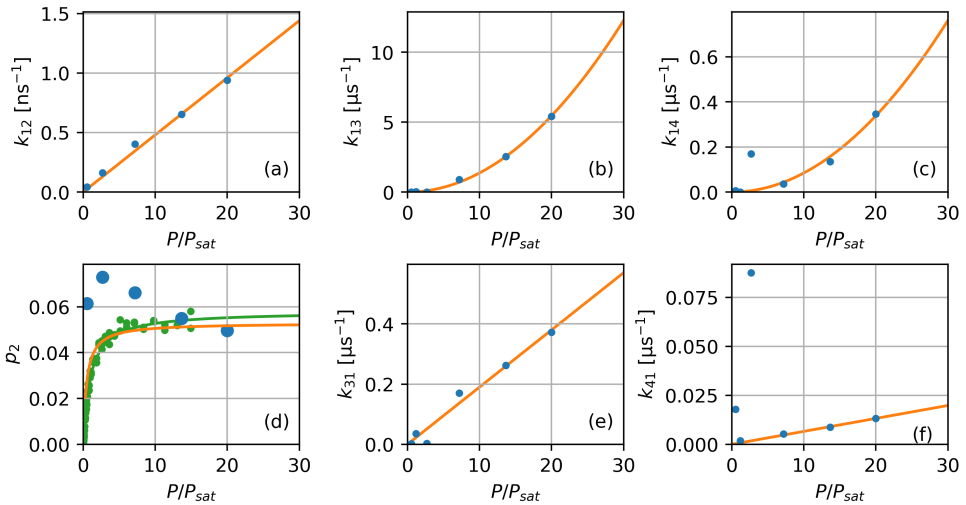 1.5
1.0
0.5
0.0
k12 [ns⁻¹]
(a)
0 10 20 30
P/Psat
10
5
0
k13 [µs⁻¹]
(b)
0 10 20 30
P/Psat
0.6
0.4
0.2
0.0
k14 [µs⁻¹]
(c)
0 10 20 30
P/Psat
0.06
0.04
0.02
0.00
p2
(d)
0 10 20 30
P/Psat
0.4
0.2
0.0
k31 [µs⁻¹]
(e)
0 10 20 30
P/Psat
0.075
0.050
0.025
0.000
k41 [µs⁻¹]
(f)
0 10 20 30
P/Psat